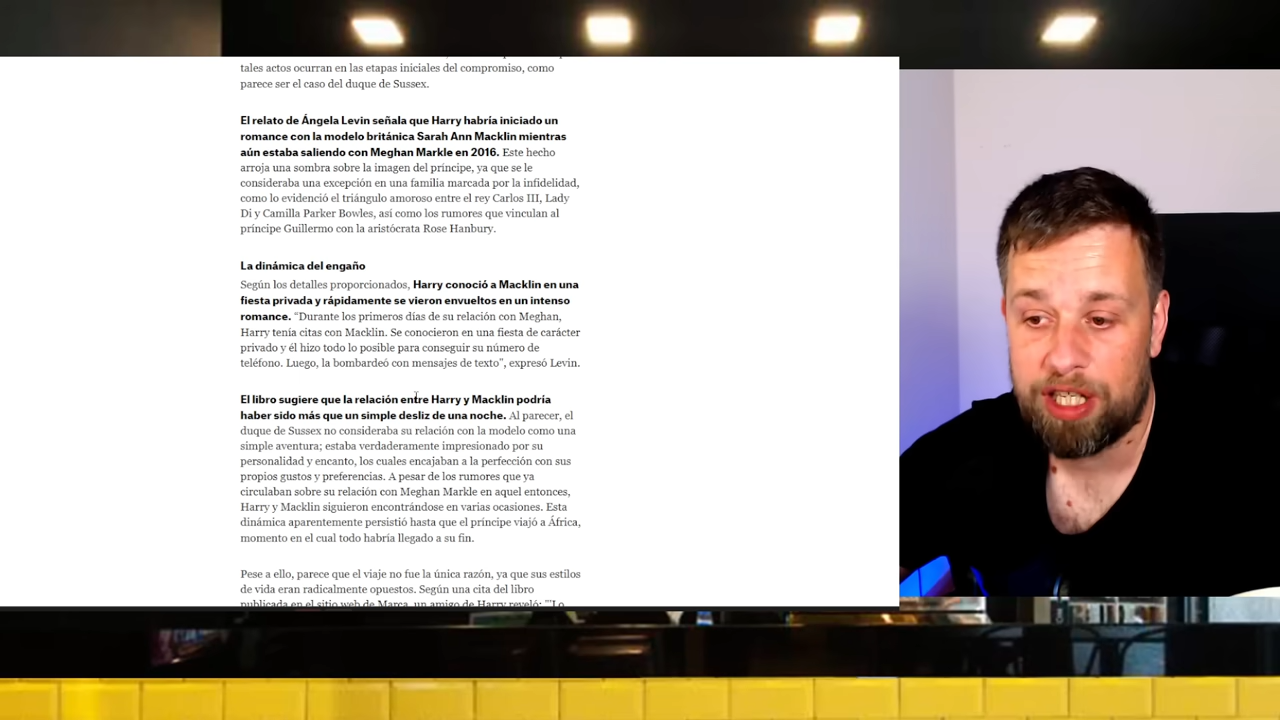 tales actos ocurran en las etapas iniciales del compromiso, como
parece ser el caso del duque de Sussex.
El relato de Ángela Levin señala que Harry habría iniciado un
romance con la modelo británica Sarah Ann Macklin mientras
aún estaba saliendo con Meghan Markle en 2016. Este hecho
arroja una sombra sobre la imagen del príncipe, ya que se le
consideraba una excepción en una familia marcada por la infidelidad,
como lo evidenció el triángulo amoroso entre el rey Carlos III, Lady
Di y Camilla Parker Bowles, así como los rumores que vinculan al
príncipe Guillermo con la aristócrata Rose Hanbury.
La dinámica del engaño
Según los detalles proporcionados, Harry conoció a Macklin en una
fiesta privada y rápidamente se vieron envueltos en un intenso
romance. “Durante los primeros días de su relación con Meghan,
Harry tenía citas con Macklin. Se conocieron en una fiesta de carácter
privado y él hizo todo lo posible para conseguir su número de
teléfono. Luego, la bombardeó con mensajes de texto”, expresó Levin.
El libro sugiere que la relación entre Harry y Macklin podría
haber sido más que un simple desliz de una noche. Al parecer, el
duque de Sussex no consideraba su relación con la modelo como una
simple aventura; estaba verdaderamente impresionado por su
personalidad y encanto, los cuales encajaban a la perfección con sus
propios gustos y preferencias. A pesar de los rumores que ya
circulaban sobre su relación con Meghan Markle en aquel entonces,
Harry y Macklin siguieron encontrándose en varias ocasiones. Esta
dinámica aparentemente persistió hasta que el príncipe viajó a África,
momento en el cual todo habría llegado a su fin.
Pese a ello, parece que el viaje no fue la única razón, ya que sus estilos
de vida eran radicalmente opuestos. Según una cita del libro
publicada en el sitio web de Marca, un amigo de Harry reveló: "'Lo